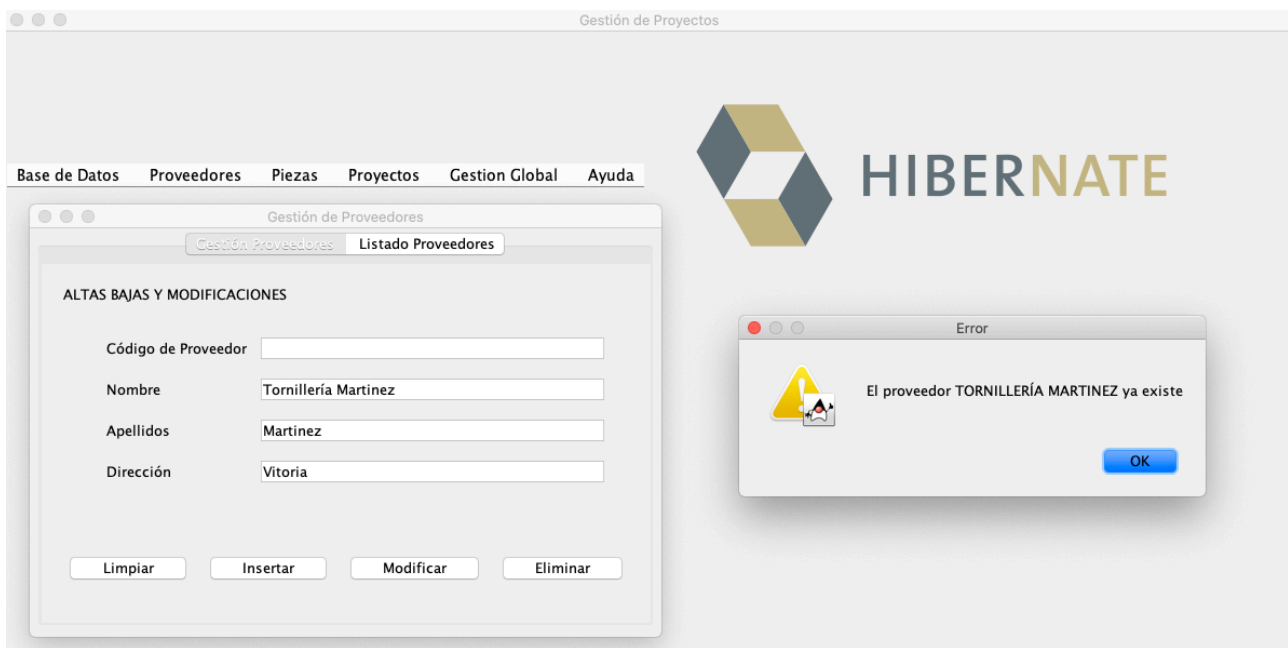 Gestión de Proyectos
HIBERNATE
Base de Datos Proveedores Piezas Proyectos Gestion Global Ayuda
Gestión de Proveedores
Gestión Proveedores Listado Proveedores
ALTAS BAJAS Y MODIFICACIONES
Código de Proveedor
Nombre Tornillería Martinez
Apellidos Martinez
Dirección Vitoria
Limpiar Insertar Modificar Eliminar
Error
El proveedor TORNILLERÍA MARTINEZ ya existe
OK